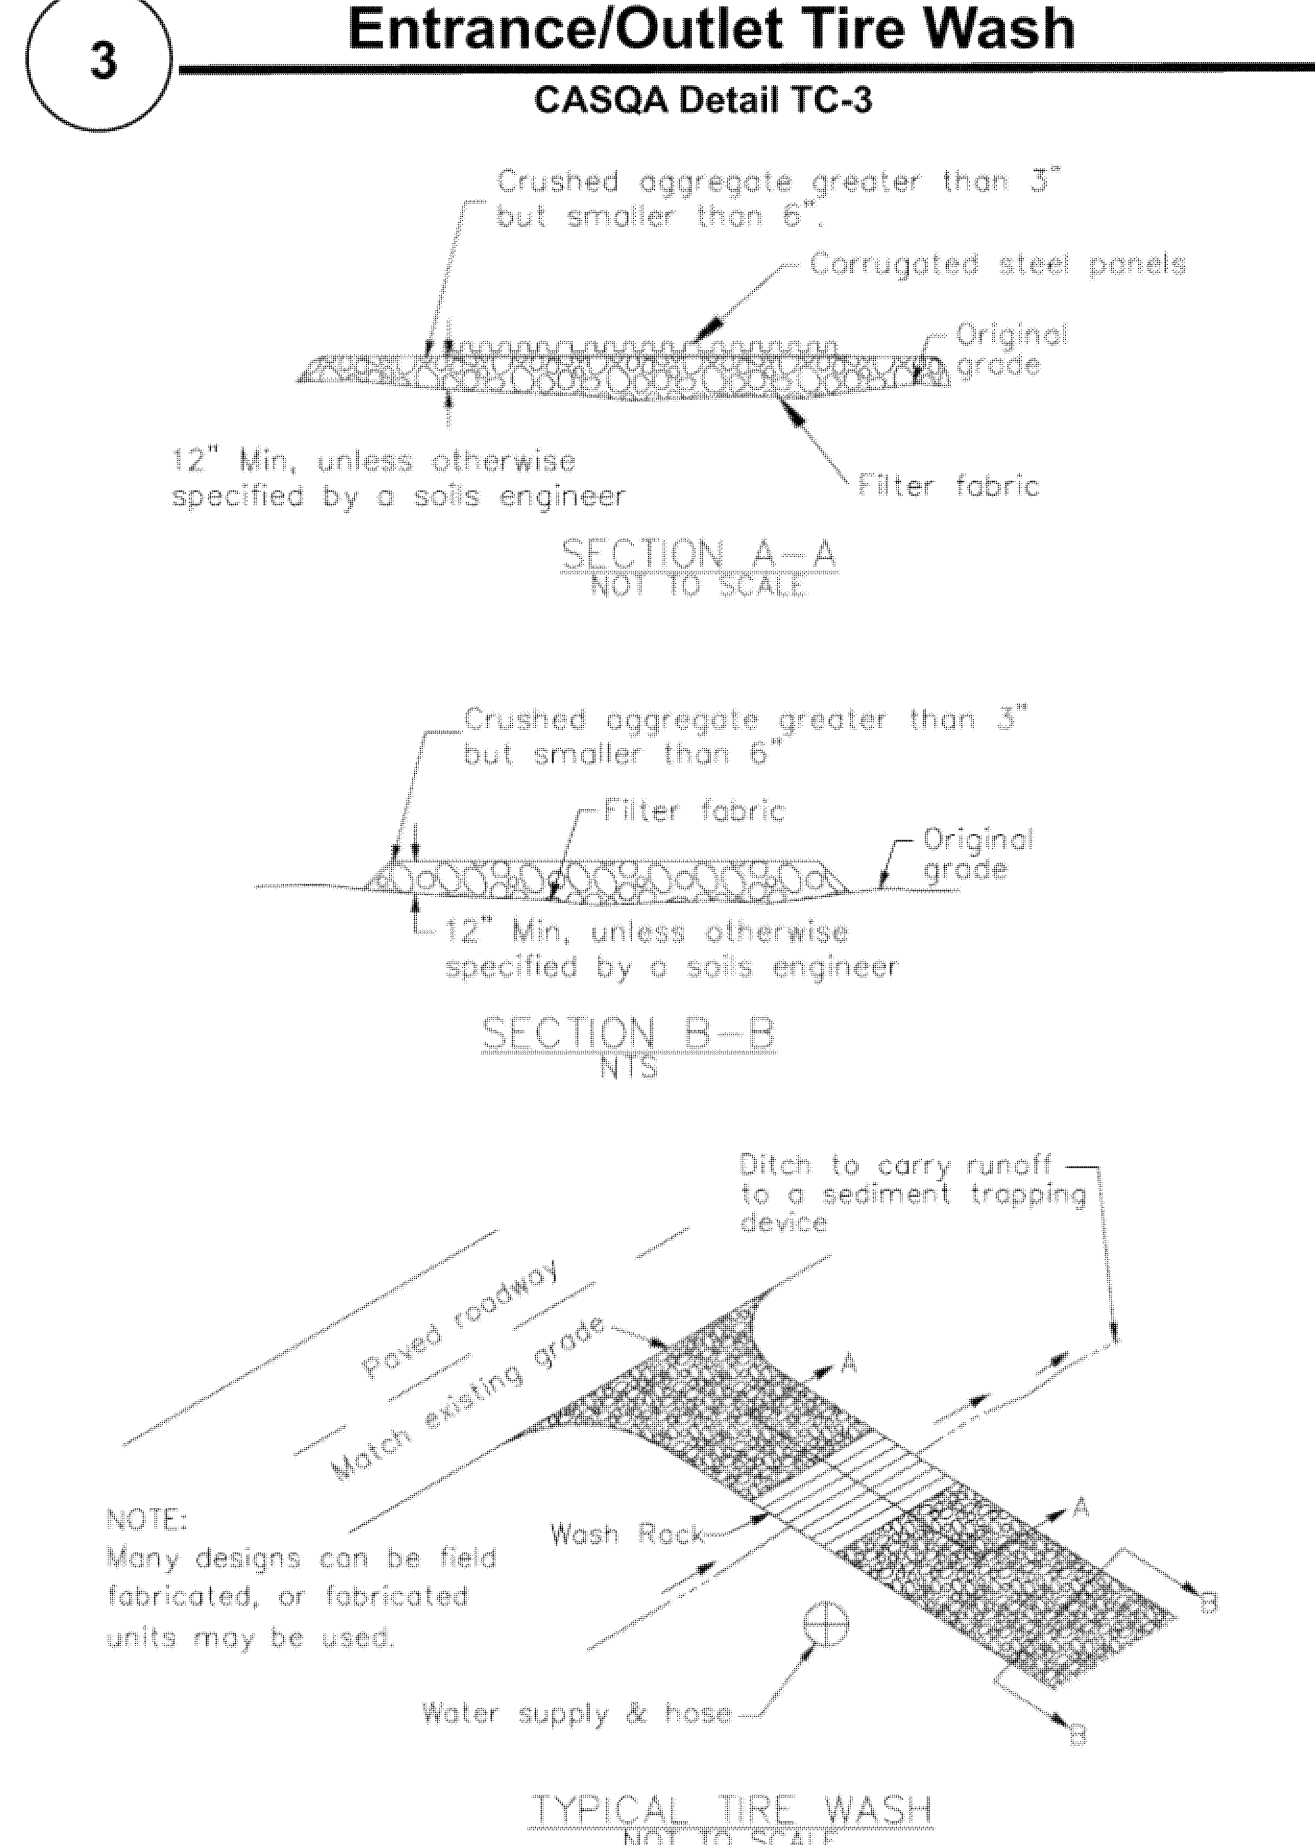 3
Entrance/Outlet Tire Wash
CASQA Detail TC-3
Crushed aggregate greater than 3"
but smaller than 6".
Corrugated steel panels
Original
grade
12" Min, unless otherwise
specified by a soils engineer
Filter fabric
SECTION A-A
NOT TO SCALE
Crushed aggregate greater than 3"
but smaller than 6"
Filter fabric
Original
grade
12" Min, unless otherwise
specified by a soils engineer
SECTION B-B
NTS
Ditch to carry runoff
to a sediment trapping
device
Paved roadway
Match existing grade
A
A
NOTE:
Many designs can be field
fabricated, or fabricated
units may be used.
Wash Rack
B
Water supply & hose
B
TYPICAL TIRE WASH
NOT TO SCALE